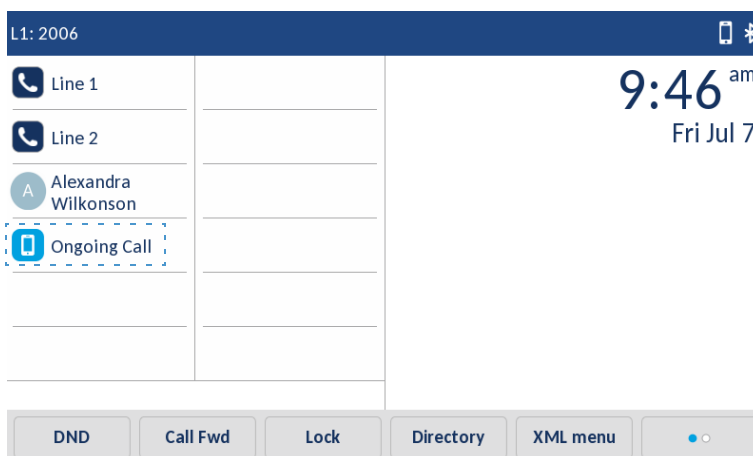 L1: 2006
9:46 am
Fri Jul 7
Line 1
Line 2
A
Alexandra
Wilkonson
Ongoing Call
DND
Call Fwd
Lock
Directory
XML menu